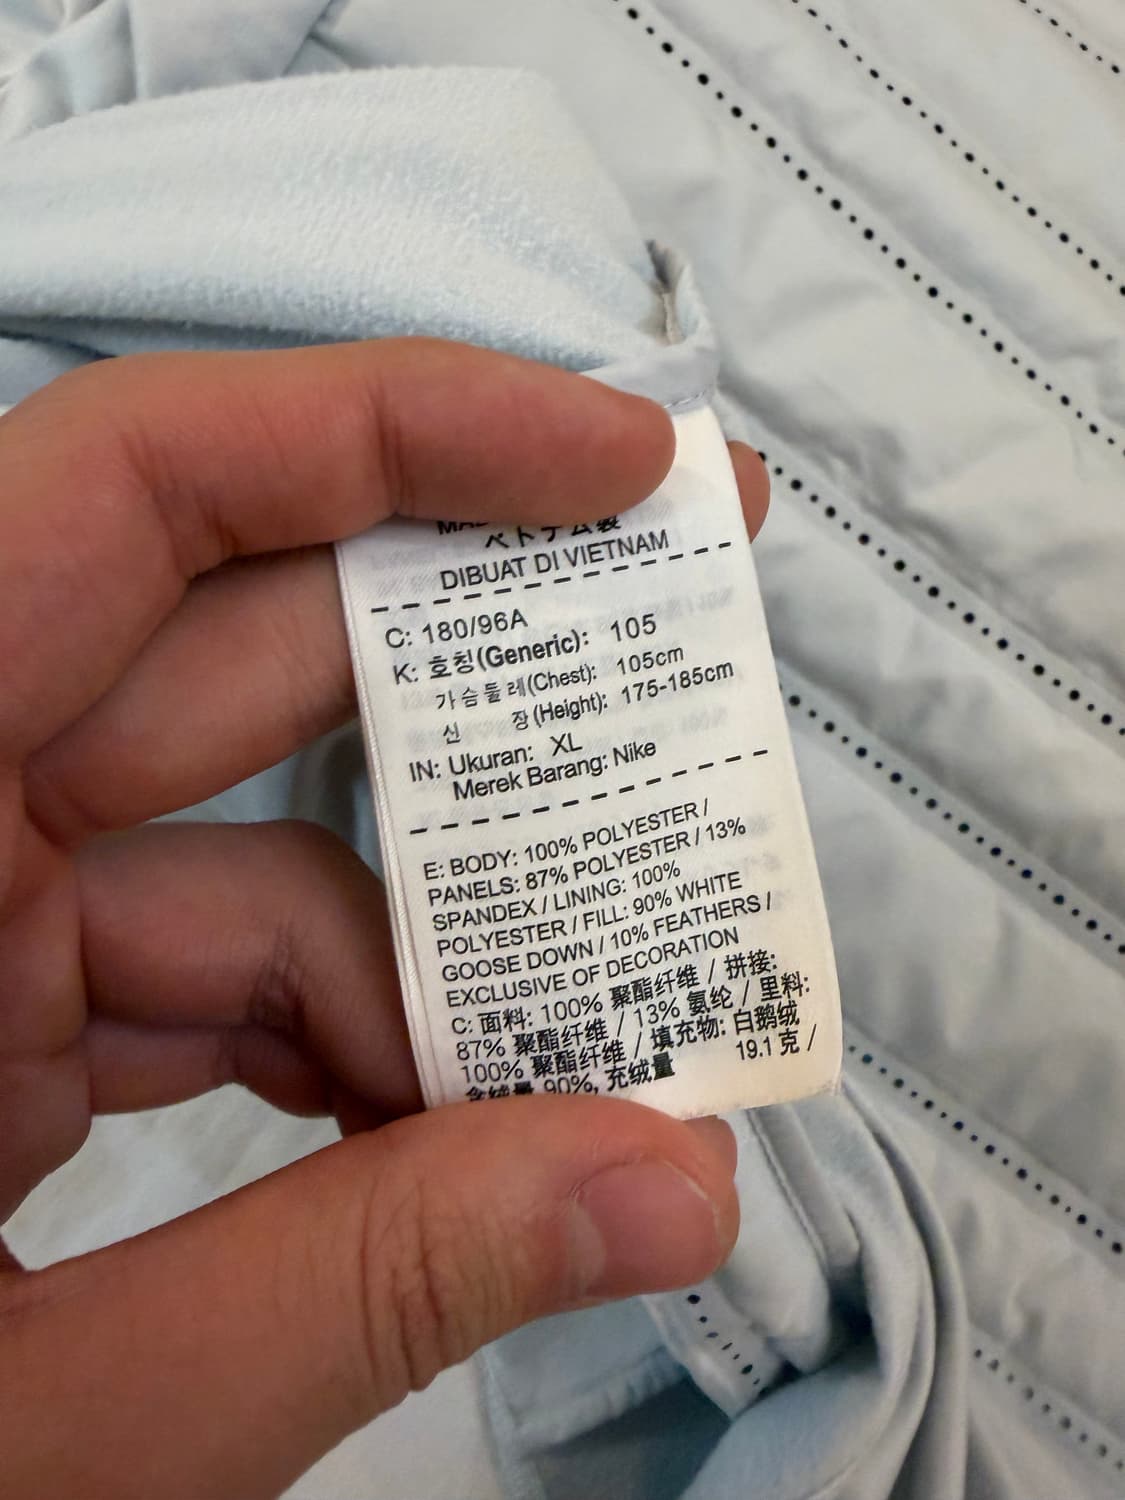 ベトナム製
DIBUAT DI VIETNAM
C: 180/96A
K: 호칭(Generic): 105
가슴둘레(Chest): 105cm
신 장(Height): 175-185cm
IN: Ukuran: XL
Merek Barang: Nike
E: BODY: 100% POLYESTER /
PANELS: 87% POLYESTER / 13%
SPANDEX / LINING: 100%
POLYESTER / FILL: 90% WHITE
GOOSE DOWN / 10% FEATHERS /
EXCLUSIVE OF DECORATION
C: 面料: 100% 聚酯纤维 / 拼接:
87% 聚酯纤维 / 13% 氨纶 / 里料:
100% 聚酯纤维 / 填充物: 白鹅绒
含绒量 90%, 充绒量 19.1 克 /